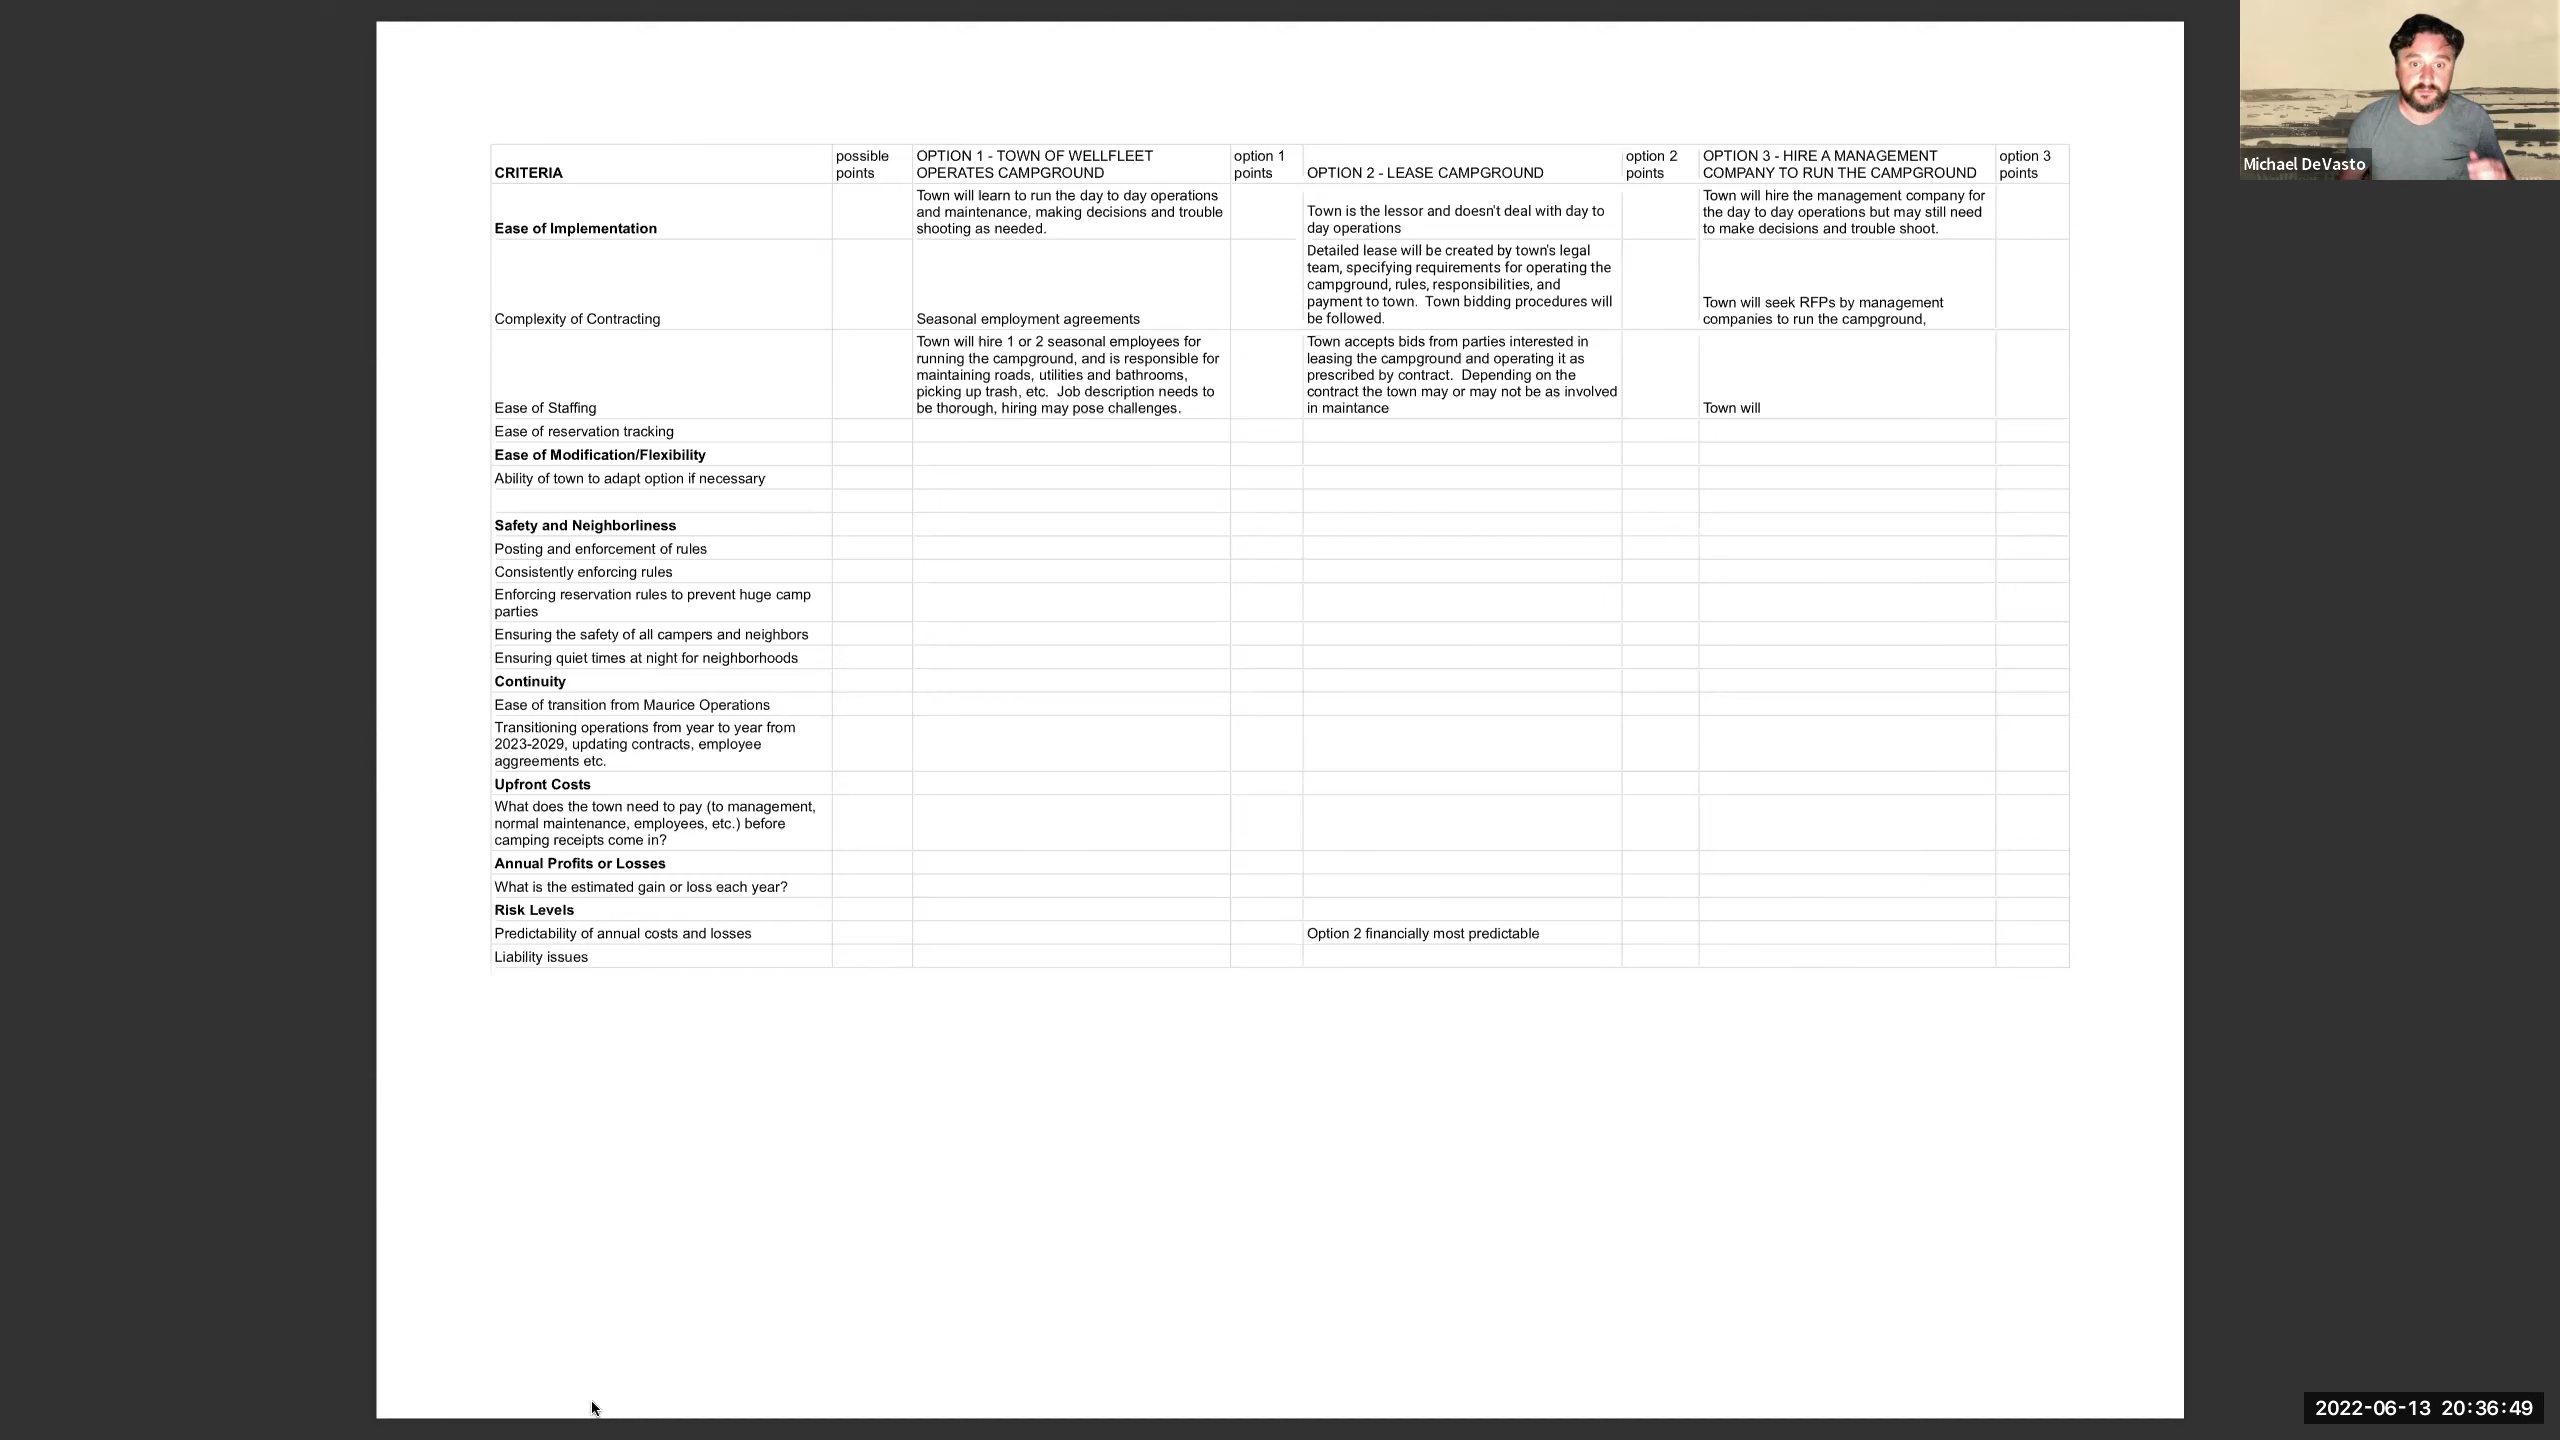 CRITERIA
possible
points
OPTION 1 - TOWN OF WELLFLEET
OPERATES CAMPGROUND
option 1
points
OPTION 2 - LEASE CAMPGROUND
option 2
points
OPTION 3 - HIRE A MANAGEMENT
COMPANY TO RUN THE CAMPGROUND
option 3
points
Ease of Implementation
Town will learn to run the day to day operations
and maintenance, making decisions and trouble
shooting as needed.
Town is the lessor and doesn't deal with day to
day operations
Town will hire the management company for
the day to day operations but may still need
to make decisions and trouble shoot.
Complexity of Contracting
Seasonal employment agreements
Detailed lease will be created by town's legal
team, specifying requirements for operating the
campground, rules, responsibilities, and
payment to town.  Town bidding procedures will
be followed.
Town will seek RFPs by management
companies to run the campground,
Ease of Staffing
Town will hire 1 or 2 seasonal employees for
running the campground, and is responsible for
maintaining roads, utilities and bathrooms,
picking up trash, etc.  Job description needs to
be thorough, hiring may pose challenges.
Town accepts bids from parties interested in
leasing the campground and operating it as
prescribed by contract.  Depending on the
contract the town may or may not be as involved
in maintance
Town will
Ease of reservation tracking
Ease of Modification/Flexibility
Ability of town to adapt option if necessary
Safety and Neighborliness
Posting and enforcement of rules
Consistently enforcing rules
Enforcing reservation rules to prevent huge camp
parties
Ensuring the safety of all campers and neighbors
Ensuring quiet times at night for neighborhoods
Continuity
Ease of transition from Maurice Operations
Transitioning operations from year to year from
2023-2029, updating contracts, employee
aggreements etc.
Upfront Costs
What does the town need to pay (to management,
normal maintenance, employees, etc.) before
camping receipts come in?
Annual Profits or Losses
What is the estimated gain or loss each year?
Risk Levels
Predictability of annual costs and losses
Option 2 financially most predictable
Liability issues
Michael DeVasto
2022-06-13 20:36:49